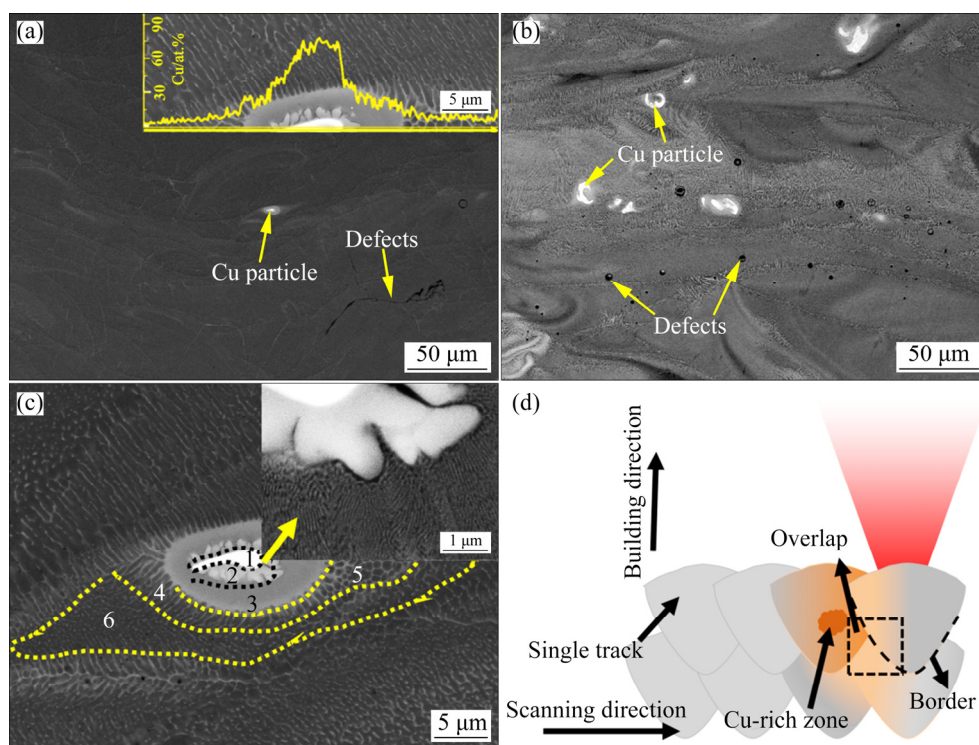 (a)
90
60
30
Cu/at.%
5 μm
Cu particle
Defects
50 μm
(b)
Cu particle
Defects
50 μm
(c)
1 μm
1
2
3
4
5
6
5 μm
(d)
Building direction
Overlap
Single track
Scanning direction
Cu-rich zone
Border